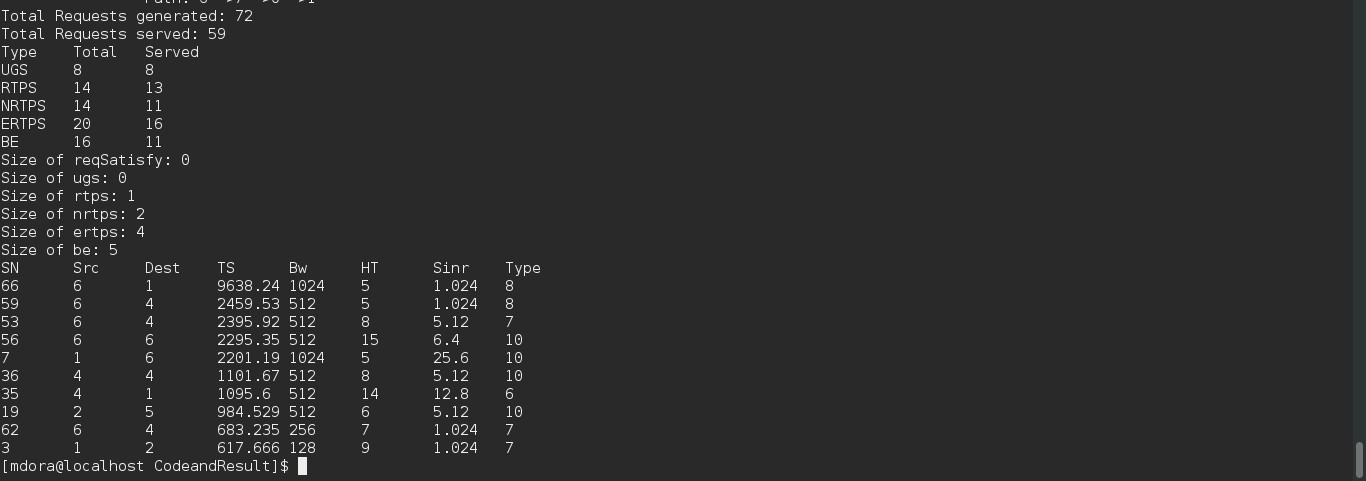 Total Requests generated: 72
Total Requests served: 59
Type Total Served
UGS 8 8
RTPS 14 13
NRTPS 14 11
ERTPS 20 16
BE 16 11
Size of reqSatisfy: 0
Size of ugs: 0
Size of rtps: 1
Size of nrtps: 2
Size of ertps: 4
Size of be: 5
SN Src Dest TS Bw HT Sinr Type
66 6 1 9638.24 1024 5 1.024 8
59 6 4 2459.53 512 5 1.024 8
53 6 4 2395.92 512 8 5.12 7
56 6 6 2295.35 512 15 6.4 10
7 1 6 2201.19 1024 5 25.6 10
36 4 4 1101.67 512 8 5.12 10
35 4 1 1095.6 512 14 12.8 6
19 2 5 984.529 512 6 5.12 10
62 6 4 683.235 256 7 1.024 7
3 1 2 617.666 128 9 1.024 7
[mdora@localhost CodeandResult]$